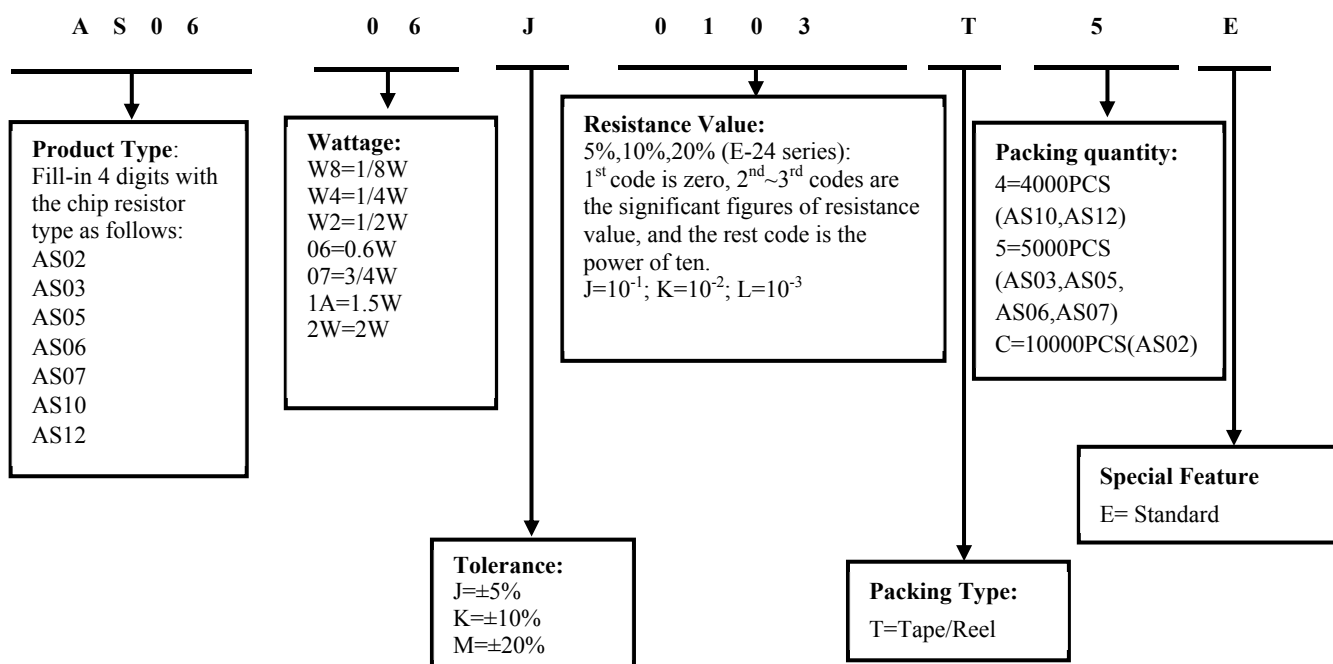 A S 0 6 0 6 J 0 1 0 3 T 5 E
Product Type:
Fill-in 4 digits with
the chip resistor
type as follows:
AS02
AS03
AS05
AS06
AS07
AS10
AS12
Wattage:
W8=1/8W
W4=1/4W
W2=1/2W
06=0.6W
07=3/4W
1A=1.5W
2W=2W
Resistance Value:
5%,10%,20% (E-24 series):
1st code is zero, 2nd~3rd codes are
the significant figures of resistance
value, and the rest code is the
power of ten.
J=10-1; K=10-2; L=10-3
Packing quantity:
4=4000PCS
(AS10,AS12)
5=5000PCS
(AS03,AS05,
AS06,AS07)
C=10000PCS(AS02)
Special Feature
E= Standard
Tolerance:
J=±5%
K=±10%
M=±20%
Packing Type:
T=Tape/Reel